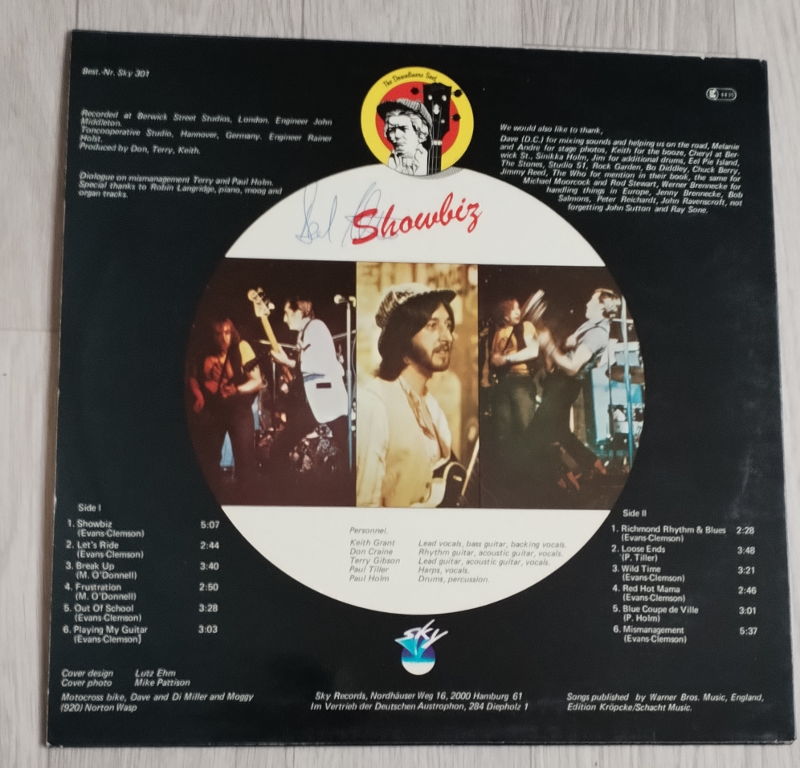 Best.-Nr. Sky 301
Recorded at Berwick Street Studios, London. Engineer John
Middleton.
Toncooperative Studio, Hannover, Germany. Engineer Rainer
Holst.
Produced by Don, Terry, Keith.
Dialogue on mismanagement Terry and Paul Holm.
Special thanks to Robin Langridge, piano, moog and
organ tracks.
The Downliners Sect
We would also like to thank,
Dave (D.C.) for mixing sounds and helping us on the road, Melanie
and Andre for stage photos, Keith for the booze, Cheryl at Ber-
wick St., Sinikka Holm, Jim for additional drums, Eel Pie Island,
The Stones, Studio 51, Rock Garden, Bo Diddley, Chuck Berry,
Jimmy Reed, The Who for mention in their book, the same for
Michael Moorcock and Rod Stewart, Werner Brennecke for
handling things in Europe, Jenny Brennecke, Bob
Salmons, Peter Reichardt, John Ravenscroft, not
forgetting John Sutton and Ray Sone.
Showbiz
Side I
1. Showbiz 5:07
(Evans-Clemson)
2. Let's Ride 2:44
(Evans-Clemson)
3. Break Up 3:40
(M. O'Donnell)
4. Frustration 2:50
(M. O'Donnell)
5. Out Of School 3:28
(Evans-Clemson)
6. Playing My Guitar 3:03
(Evans-Clemson)
Personnel.
Keith Grant Lead vocals, bass guitar, backing vocals.
Don Craine Rhythm guitar, acoustic guitar, vocals.
Terry Gibson Lead guitar, acoustic guitar, vocals.
Paul Tiller Harps, vocals.
Paul Holm Drums, percussion.
Side II
1. Richmond Rhythm & Blues 2:28
(Evans-Clemson)
2. Loose Ends 3:48
(P. Tiller)
3. Wild Time 3:21
(Evans-Clemson)
4. Red Hot Mama 2:46
(Evans-Clemson)
5. Blue Coupe de Ville 3:01
(P. Holm)
6. Mismanagement 5:37
(Evans-Clemson)
sky
Cover design Lutz Ehm
Cover photo Mike Pattison
Motocross bike, Dave and Di Miller and Moggy
(920) Norton Wasp
Sky Records, Nordhäuser Weg 16, 2000 Hamburg 61
Im Vertrieb der Deutschen Austrophon, 284 Diepholz 1
Songs published by Warner Bros. Music, England,
Edition Kröpcke/Schacht Music.